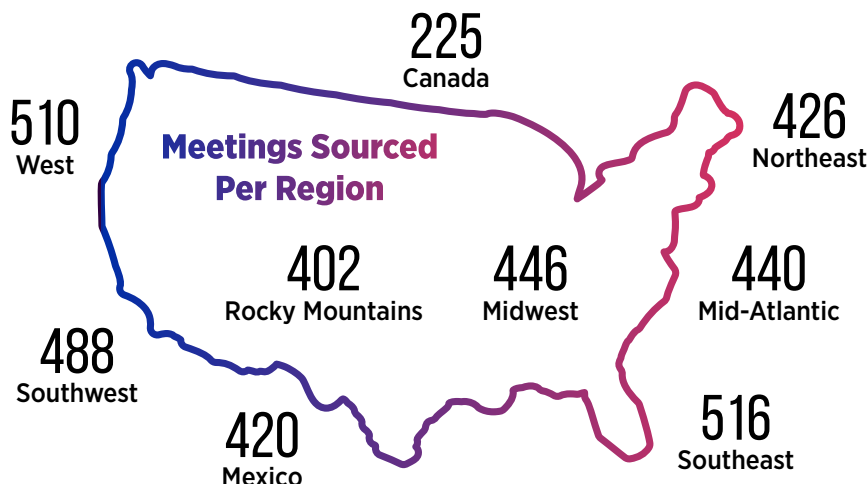 225
Canada
510
West
Meetings Sourced
Per Region
426
Northeast
402
Rocky Mountains
446
Midwest
440
Mid-Atlantic
488
Southwest
420
Mexico
516
Southeast